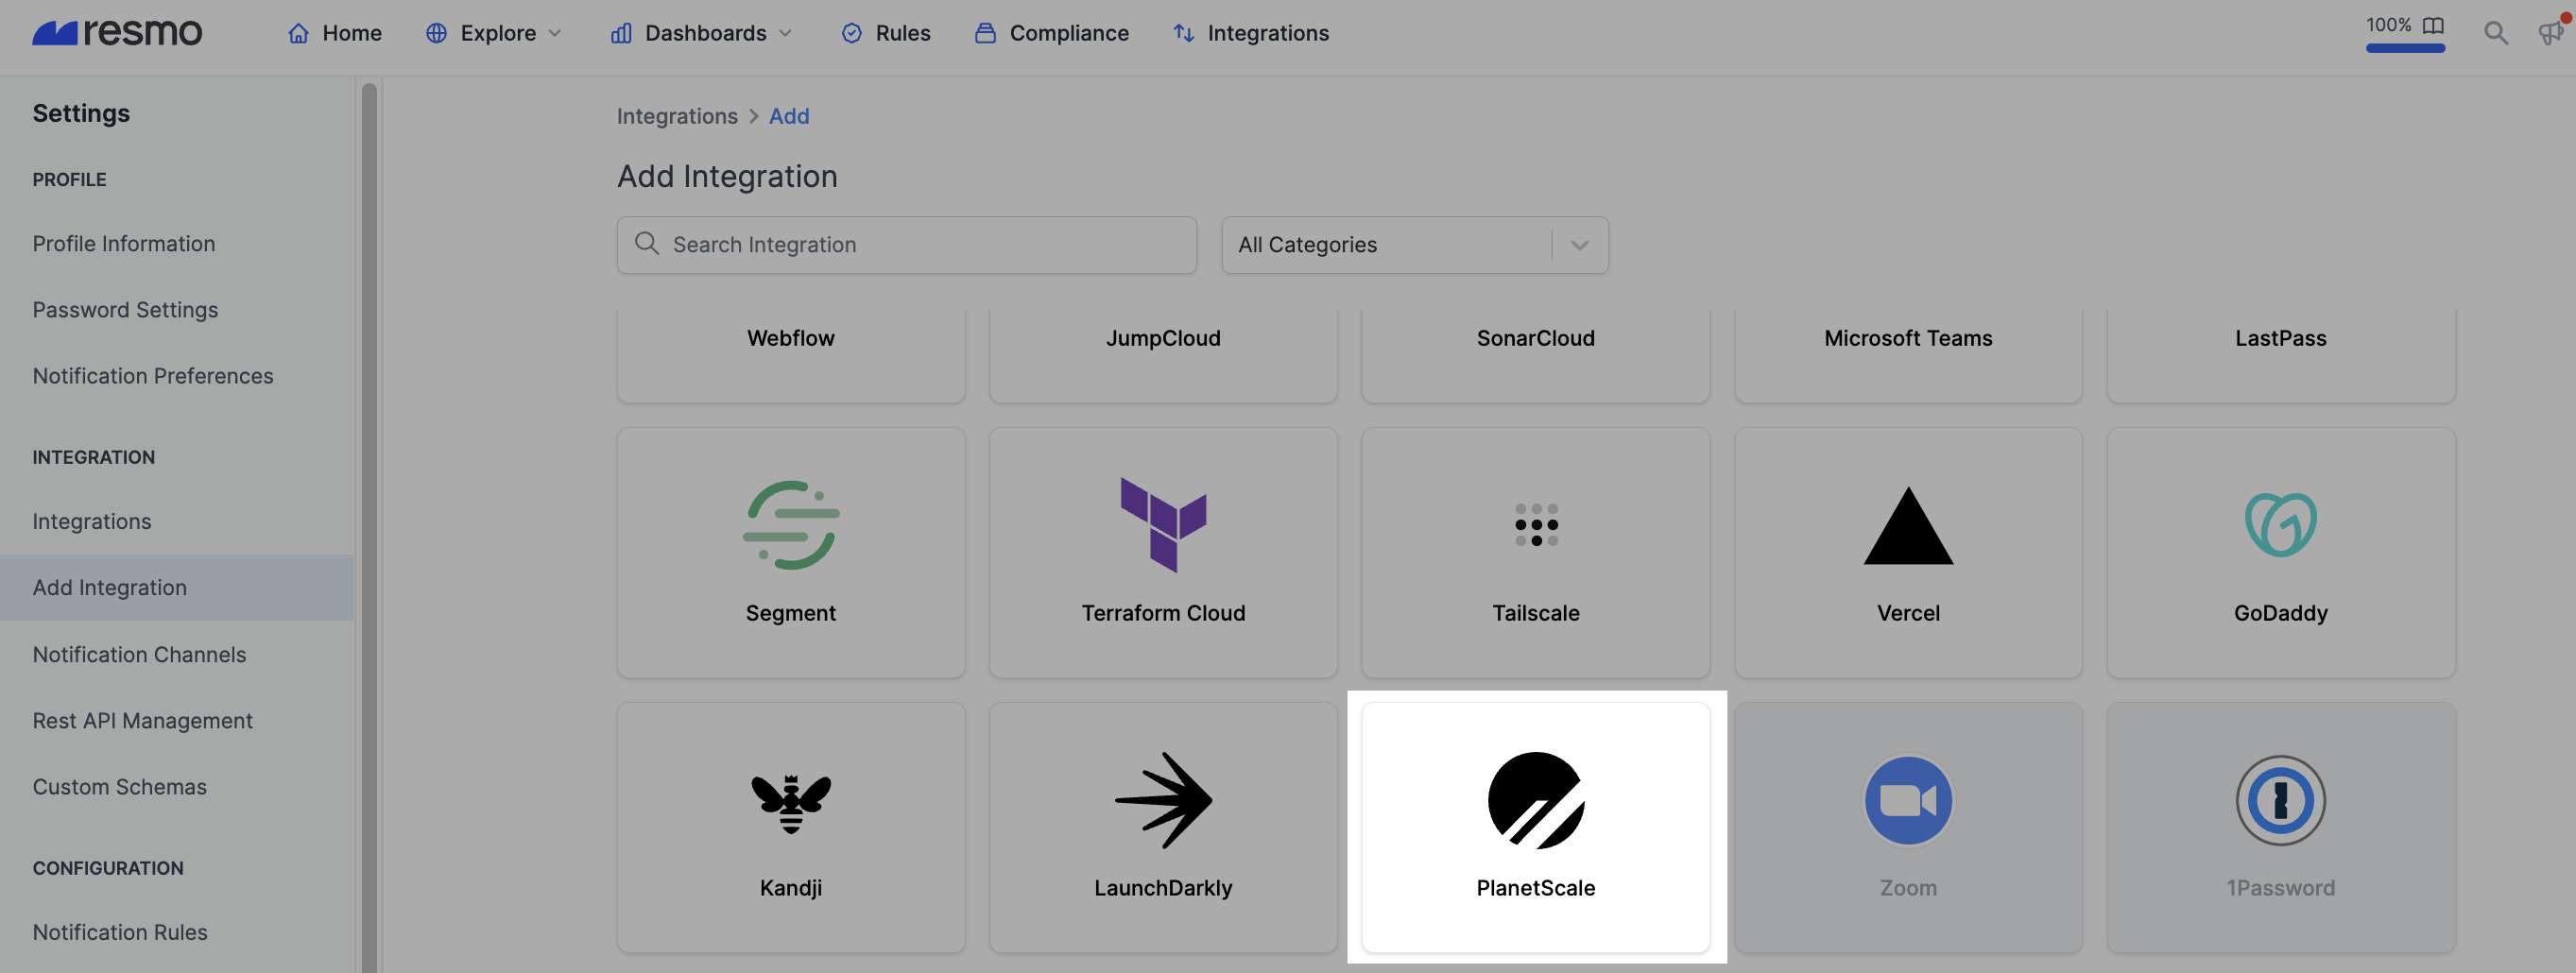 resmo Home Explore Dashboards Rules Compliance Integrations 100%
Settings
PROFILE
Profile Information
Password Settings
Notification Preferences
INTEGRATION
Integrations
Add Integration
Notification Channels
Rest API Management
Custom Schemas
CONFIGURATION
Notification Rules
Integrations > Add
Add Integration
Search Integration All Categories
Webflow JumpCloud SonarCloud Microsoft Teams LastPass
Segment Terraform Cloud Tailscale Vercel GoDaddy
Kandji LaunchDarkly PlanetScale Zoom 1Password